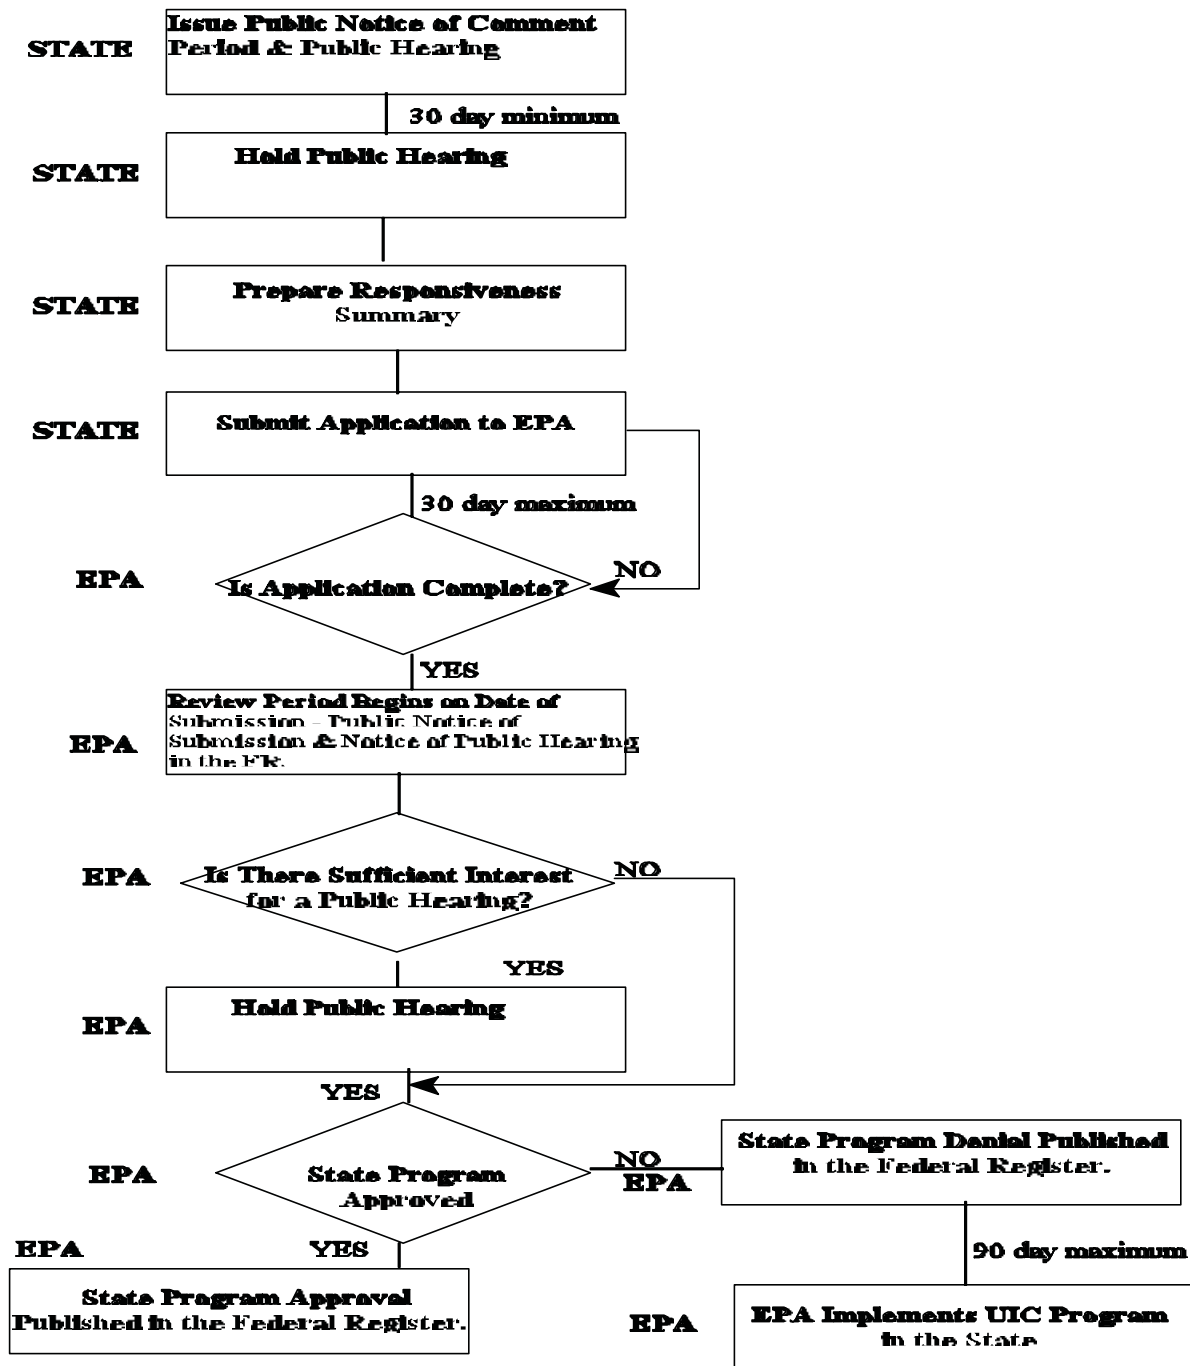 STATE
Issue Public Notice of Comment
Period & Public Hearing
30 day minimum
STATE
Hold Public Hearing
STATE
Prepare Responsiveness
Summary
STATE
Submit Application to EPA
30 day maximum
EPA
Is Application Complete?
NO
YES
EPA
Review Period Begins on Date of
Submission - Public Notice of
Submission & Notice of Public Hearing
in the FR.
EPA
Is There Sufficient Interest
for a Public Hearing?
NO
YES
EPA
Hold Public Hearing
YES
EPA
State Program
Approved
NO
EPA
State Program Denial Published
in the Federal Register.
90 day maximum
EPA
YES
State Program Approval
Published in the Federal Register.
EPA
EPA Implements UIC Program
in the State